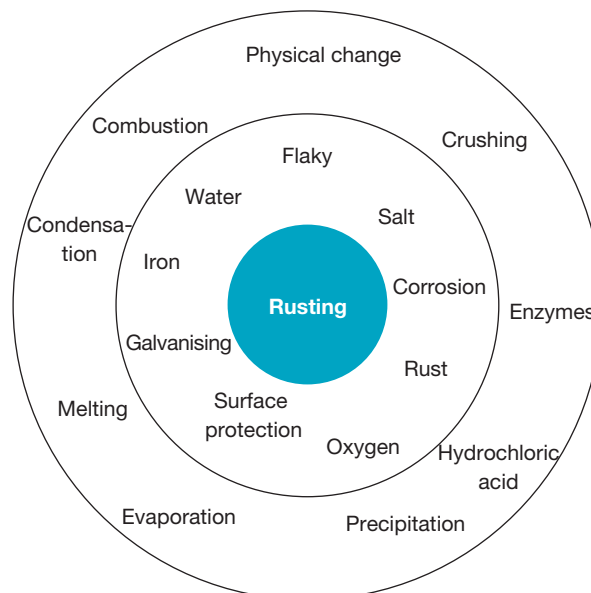 Physical change
Combustion
Crushing
Flaky
Water
Salt
Condensa-
tion
Iron
Corrosion
Rusting
Enzymes
Galvanising
Rust
Melting
Surface
protection
Oxygen
Hydrochloric
acid
Evaporation
Precipitation